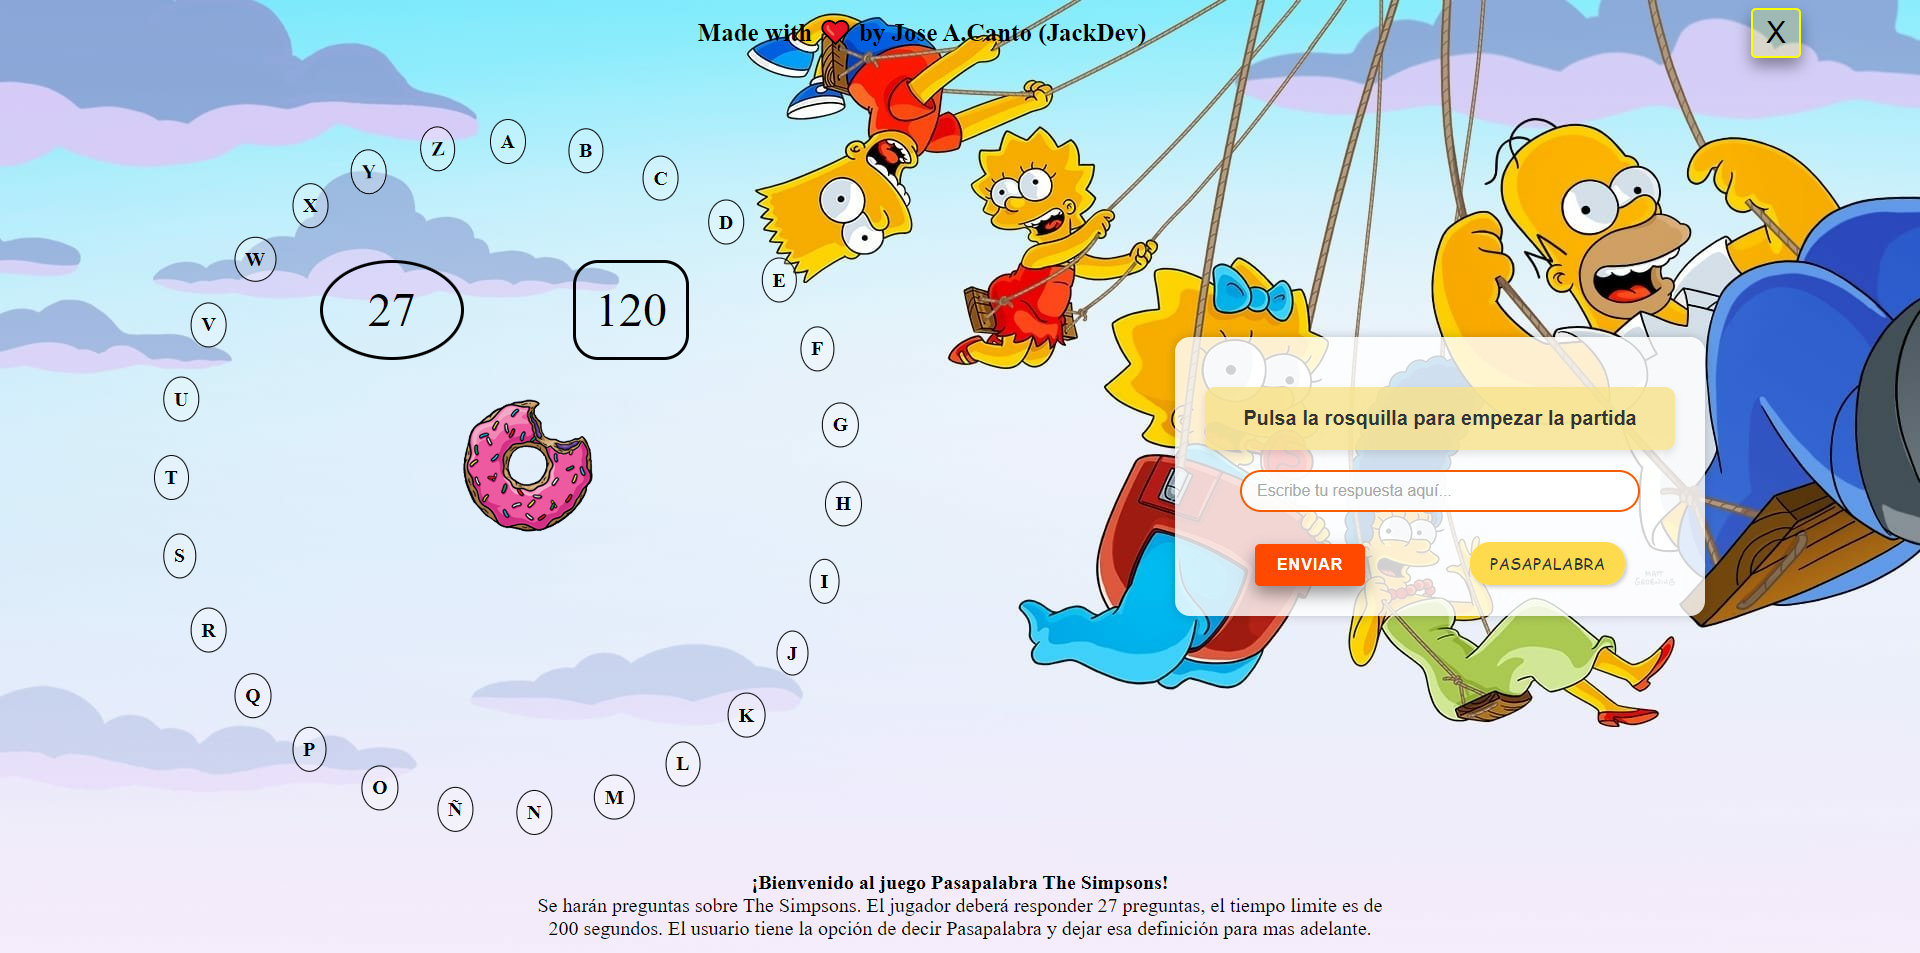 Made with ❤ by Jose A.Canto (JackDev)
X
A
B
C
D
E
F
G
H
I
J
K
L
M
N
Ñ
O
P
Q
R
S
T
U
V
W
X
Y
Z
27
120
Pulsa la rosquilla para empezar la partida
Escribe tu respuesta aquí...
ENVIAR
PASAPALABRA
MATT
GROENING
¡Bienvenido al juego Pasapalabra The Simpsons!
Se harán preguntas sobre The Simpsons. El jugador deberá responder 27 preguntas, el tiempo limite es de
200 segundos. El usuario tiene la opción de decir Pasapalabra y dejar esa definición para mas adelante.